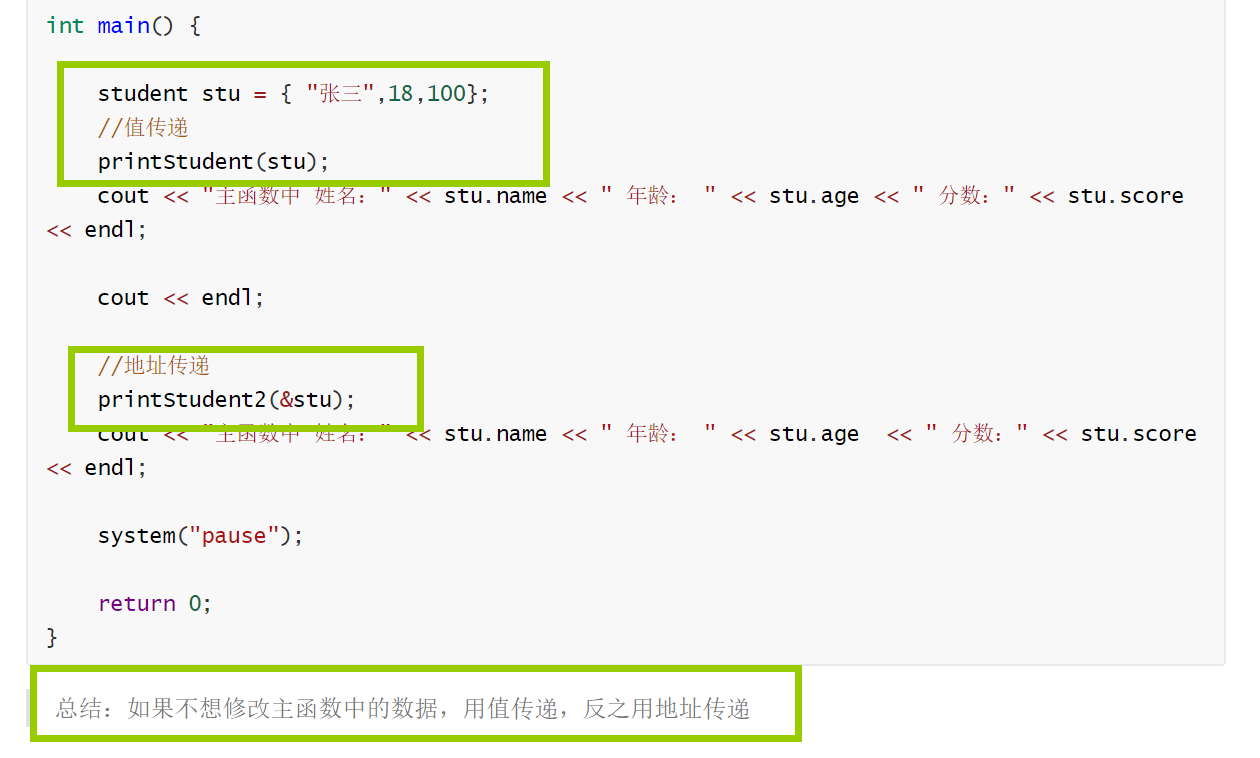 int main() {
student stu = { "张三",18,100};
//值传递
printStudent(stu);
cout << "主函数中 姓名：" << stu.name << " 年龄： " << stu.age << " 分数：" << stu.score
<< endl;
cout << endl;
//地址传递
printStudent2(&stu);
cout << "主函数中 姓名：" << stu.name << " 年龄： " << stu.age  << " 分数：" << stu.score
<< endl;
system("pause");
return 0;
}
总结：如果不想修改主函数中的数据，用值传递，反之用地址传递